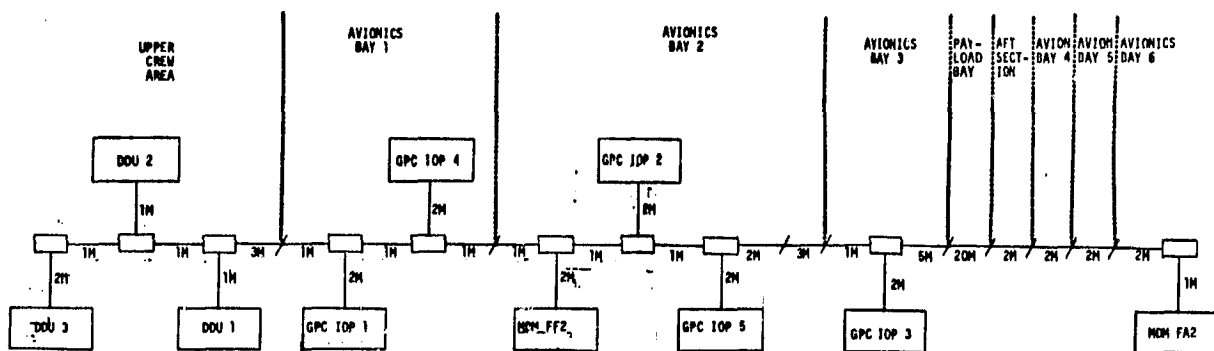 UPPER
CREW
AREA
AVIONICS
BAY 1
AVIONICS
BAY 2
AVIONICS
BAY 3
PAY-
LOAD
BAY
AFT
SECT-
ION
AVION
BAY 4
AVIOM
DAY 5
AVIONICS
DAY 6
DDU 2
GPC IOP 4
GPC IOP 2
1M
2M
1M
1M
3M
1M
1M
1M
1M
1M
1M
2M
3M
1M
5M
20M
2M
2M
2M
2M
2M
1M
2M
2M
2M
2M
1M
DDU 3
DDU 1
GPC IOP 1
MDM FF2
GPC IOP 5
GPC IOP 3
MDM FA2